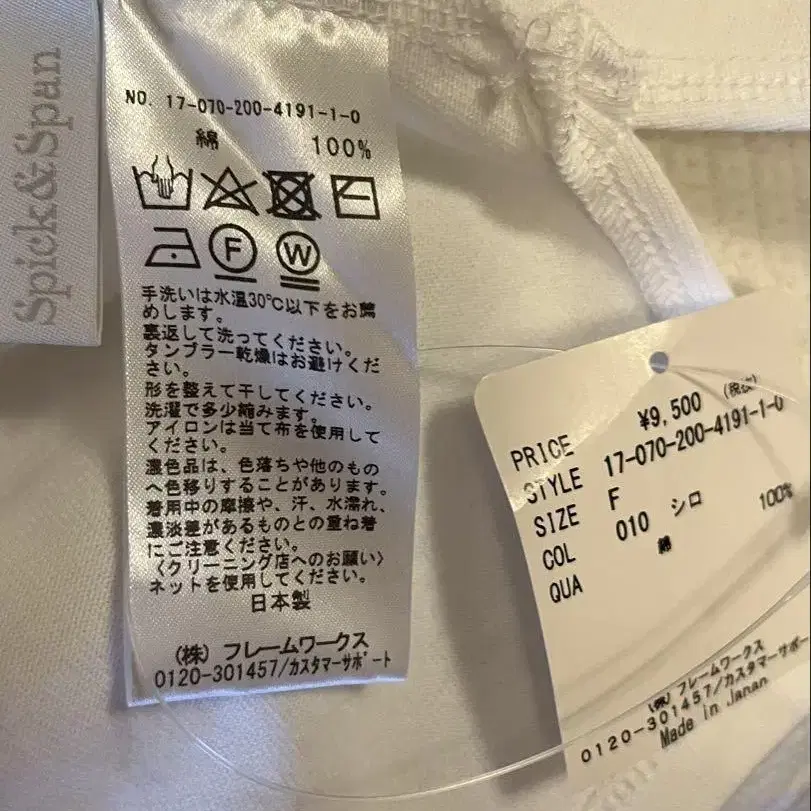 Spick&Span
NO. 17-070-200-4191-1-0
綿 100%
F W
手洗いは水温30℃以下をお薦
めします。
裏返して洗ってください。
タンブラー乾燥はお避けくだ
さい。
形を整えて干してください。
洗濯で多少縮みます。
アイロンは当て布を使用して
ください。
濃色品は、色落ちや他のもの
へ色移りすることがあります。
着用中の摩擦や、汗、水濡れ、
濃淡差があるものとの重ね着
にご注意ください。
〈クリーニング店へのお願い〉
ネットを使用してください。
日本製
(株) フレームワークス
0120-301457/カスタマーサポート
PRICE ¥9,500 (税抜)
STYLE 17-070-200-4191-1-0
SIZE F
COL 010 シロ
QUA 綿 100%
(株) フレームワークス
0120-301457/カスタマーサポー
Made in Japan